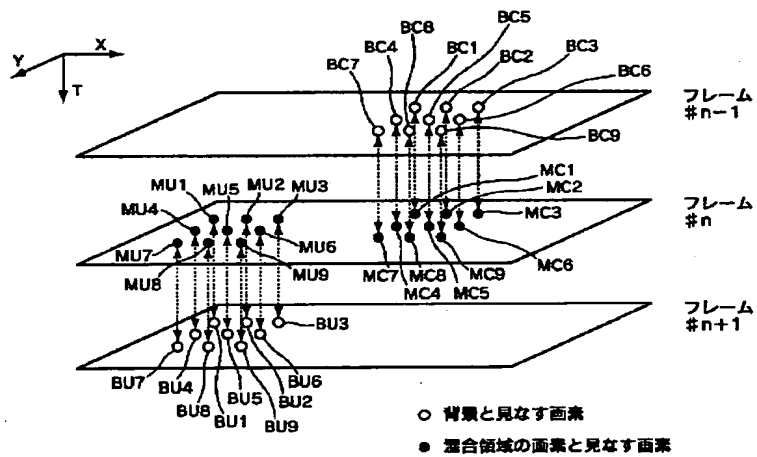 X
Y
T
BC7
BC4
BC8
BC1
BC5
BC2
BC3
BC6
BC9
フレーム
#n-1
MU7
MU4
MU1
MU5
MU2
MU3
MU8
MU6
MU9
MC1
MC2
MC3
MC7
MC4
MC8
MC5
MC9
MC6
フレーム
#n
BU7
BU4
BU8
BU1
BU5
BU9
BU2
BU6
BU3
フレーム
#n+1
○ 背景と見なす画素
● 混合領域の画素と見なす画素